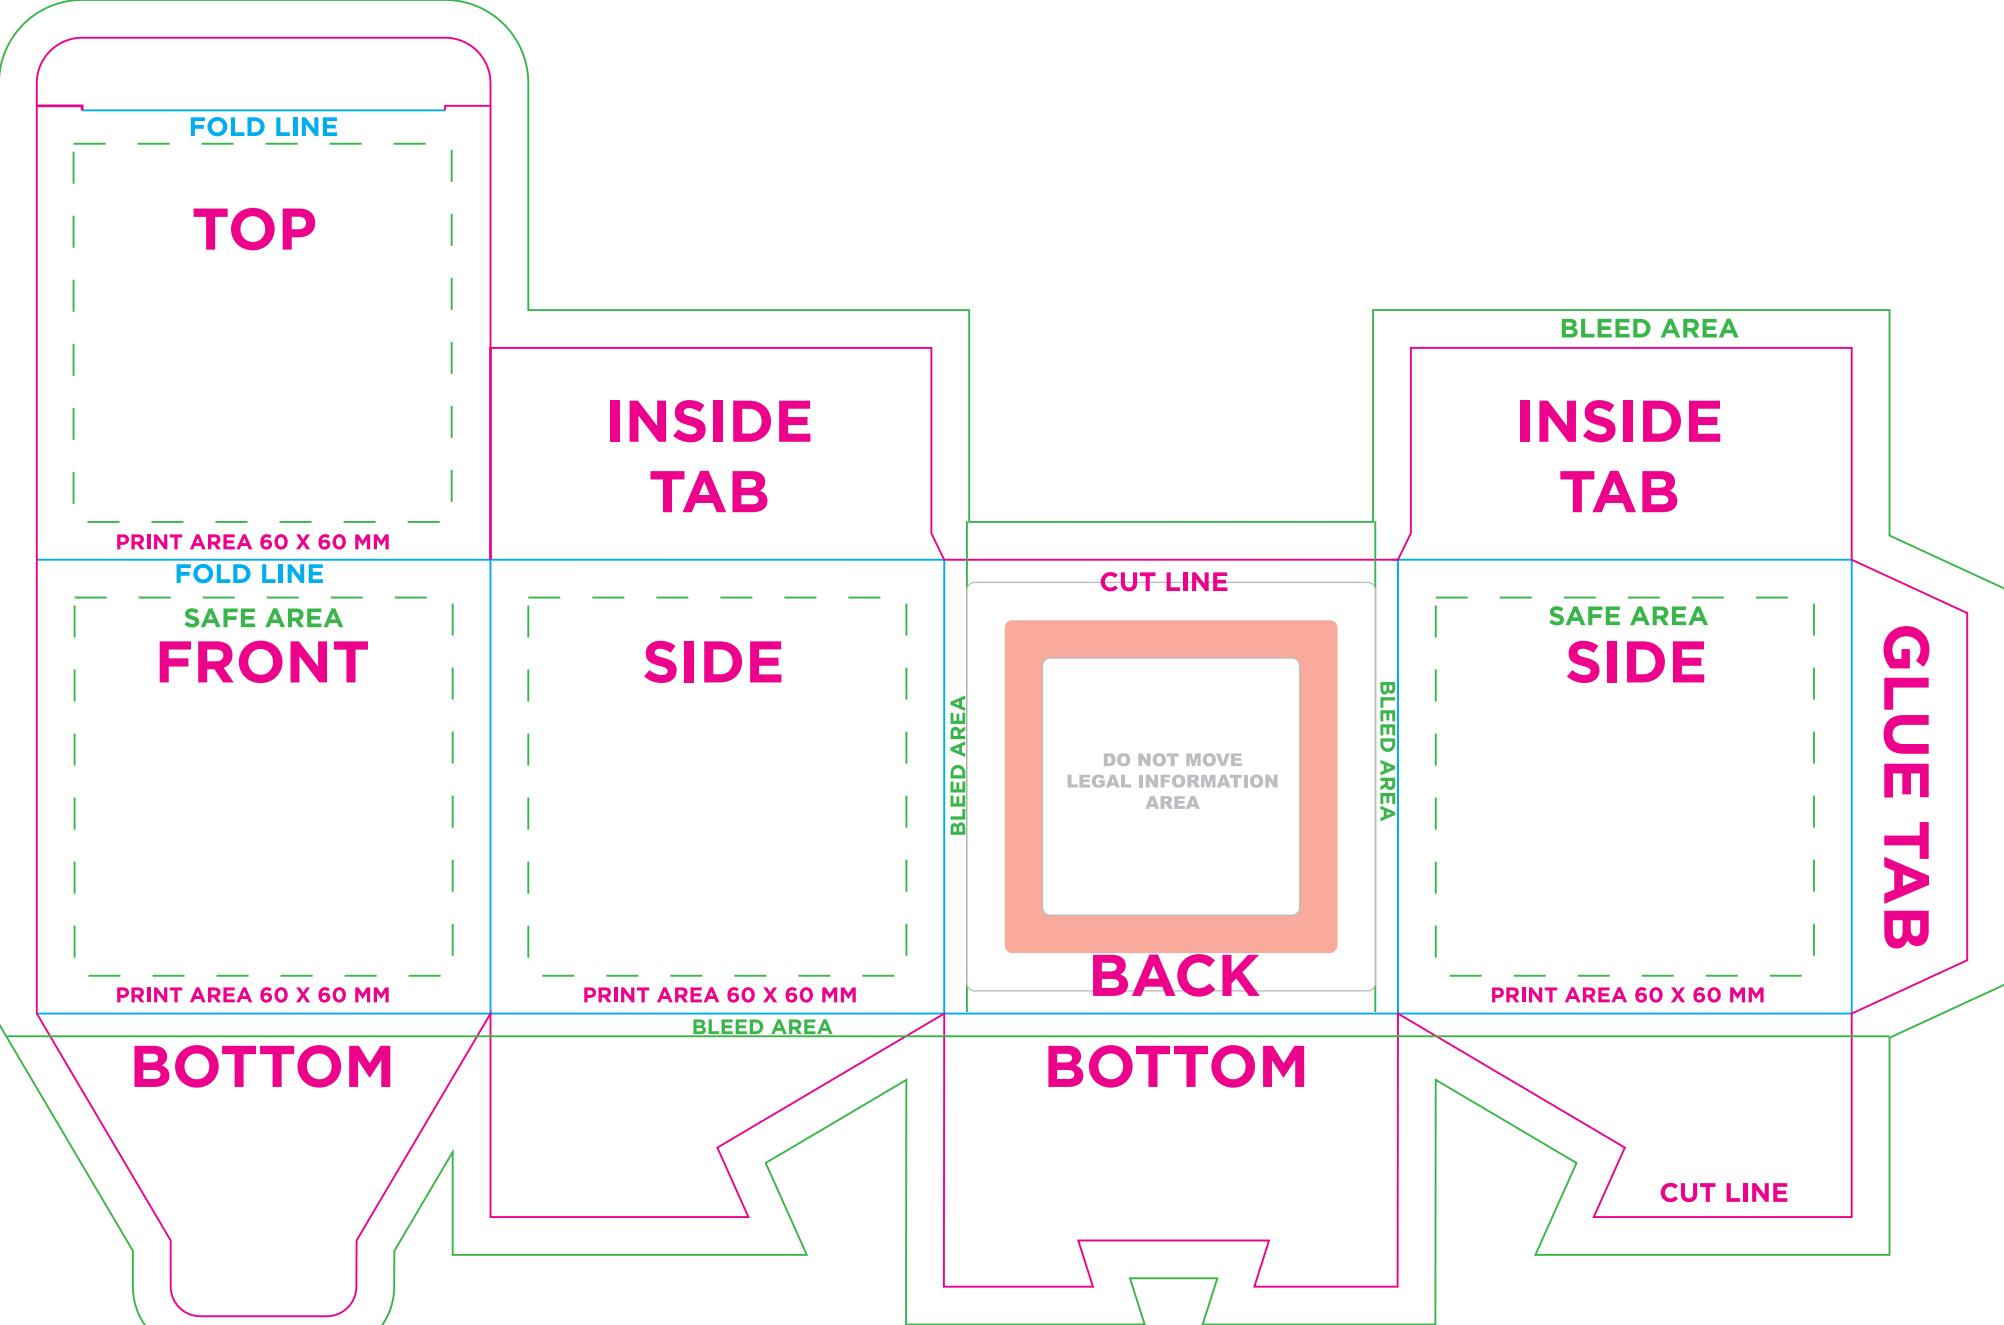 FOLD LINE
TOP
PRINT AREA 60 X 60 MM
INSIDE
TAB
BLEED AREA
INSIDE
TAB
FOLD LINE
SAFE AREA
FRONT
PRINT AREA 60 X 60 MM
SIDE
PRINT AREA 60 X 60 MM
BLEED AREA
CUT LINE
DO NOT MOVE
LEGAL INFORMATION
AREA
BACK
BLEED AREA
SAFE AREA
SIDE
PRINT AREA 60 X 60 MM
GLUE TAB
BLEED AREA
BOTTOM
BOTTOM
CUT LINE